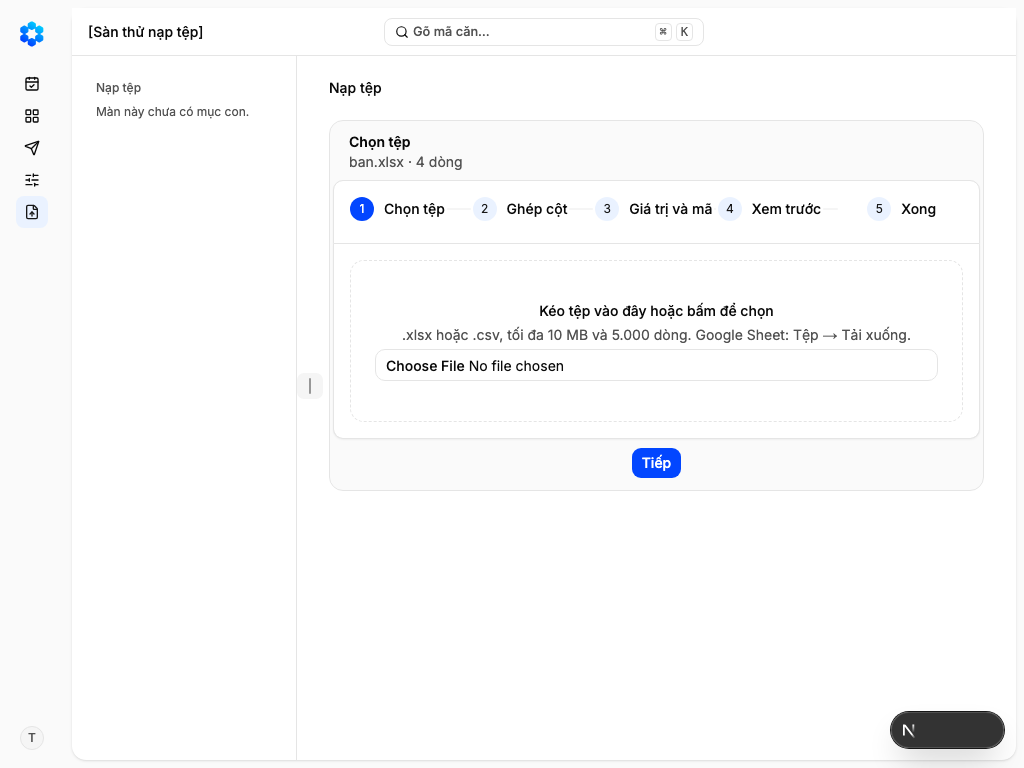 [Sàn thử nạp tệp]
Gõ mã căn...
⌘ K
Nạp tệp
Màn này chưa có mục con.
Nạp tệp
Chọn tệp
ban.xlsx · 4 dòng
1 Chọn tệp 2 Ghép cột 3 Giá trị và mã 4 Xem trước 5 Xong
Kéo tệp vào đây hoặc bấm để chọn
.xlsx hoặc .csv, tối đa 10 MB và 5.000 dòng. Google Sheet: Tệp → Tải xuống.
Choose File No file chosen
Tiếp
T
N